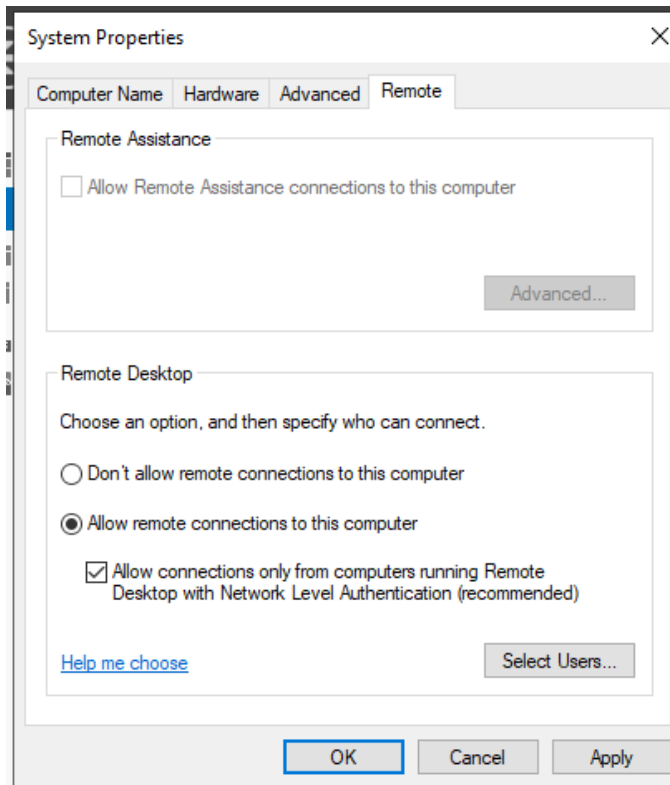 System Properties
Computer Name Hardware Advanced Remote
Remote Assistance
Allow Remote Assistance connections to this computer
Advanced...
Remote Desktop
Choose an option, and then specify who can connect.
Don't allow remote connections to this computer
Allow remote connections to this computer
Allow connections only from computers running Remote
Desktop with Network Level Authentication (recommended)
Help me choose Select Users...
OK Cancel Apply